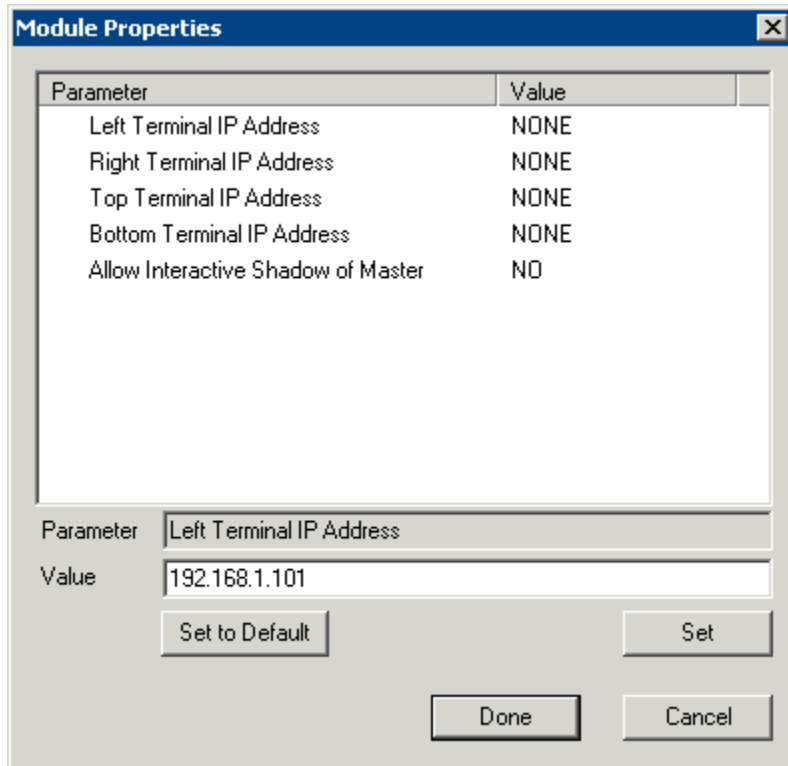 Module Properties
Parameter Value
Left Terminal IP Address NONE
Right Terminal IP Address NONE
Top Terminal IP Address NONE
Bottom Terminal IP Address NONE
Allow Interactive Shadow of Master NO
Parameter Left Terminal IP Address
Value 192.168.1.101
Set to Default Set
Done Cancel